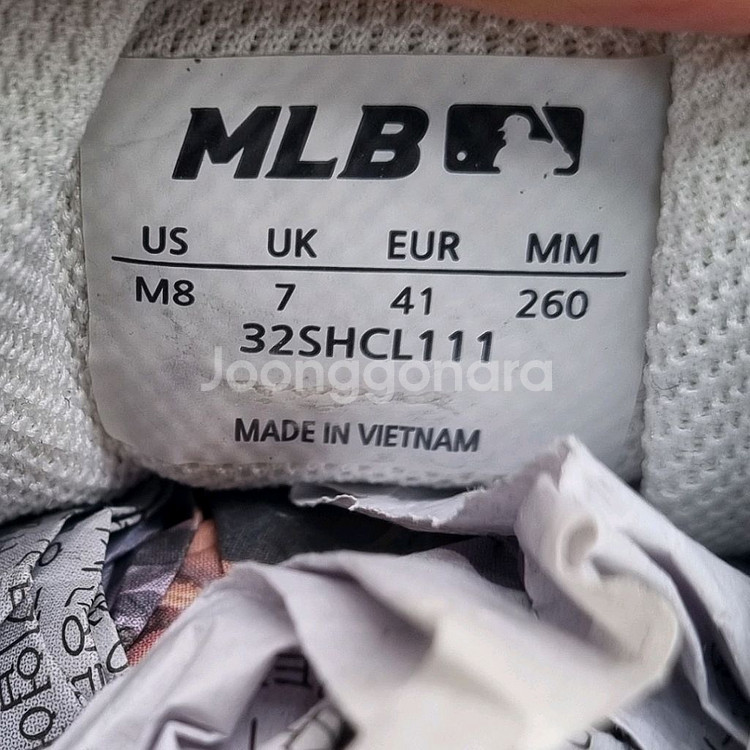 MLB
US UK EUR MM
M8 7 41 260
32SHCL111
Joonggonara
MADE IN VIETNAM